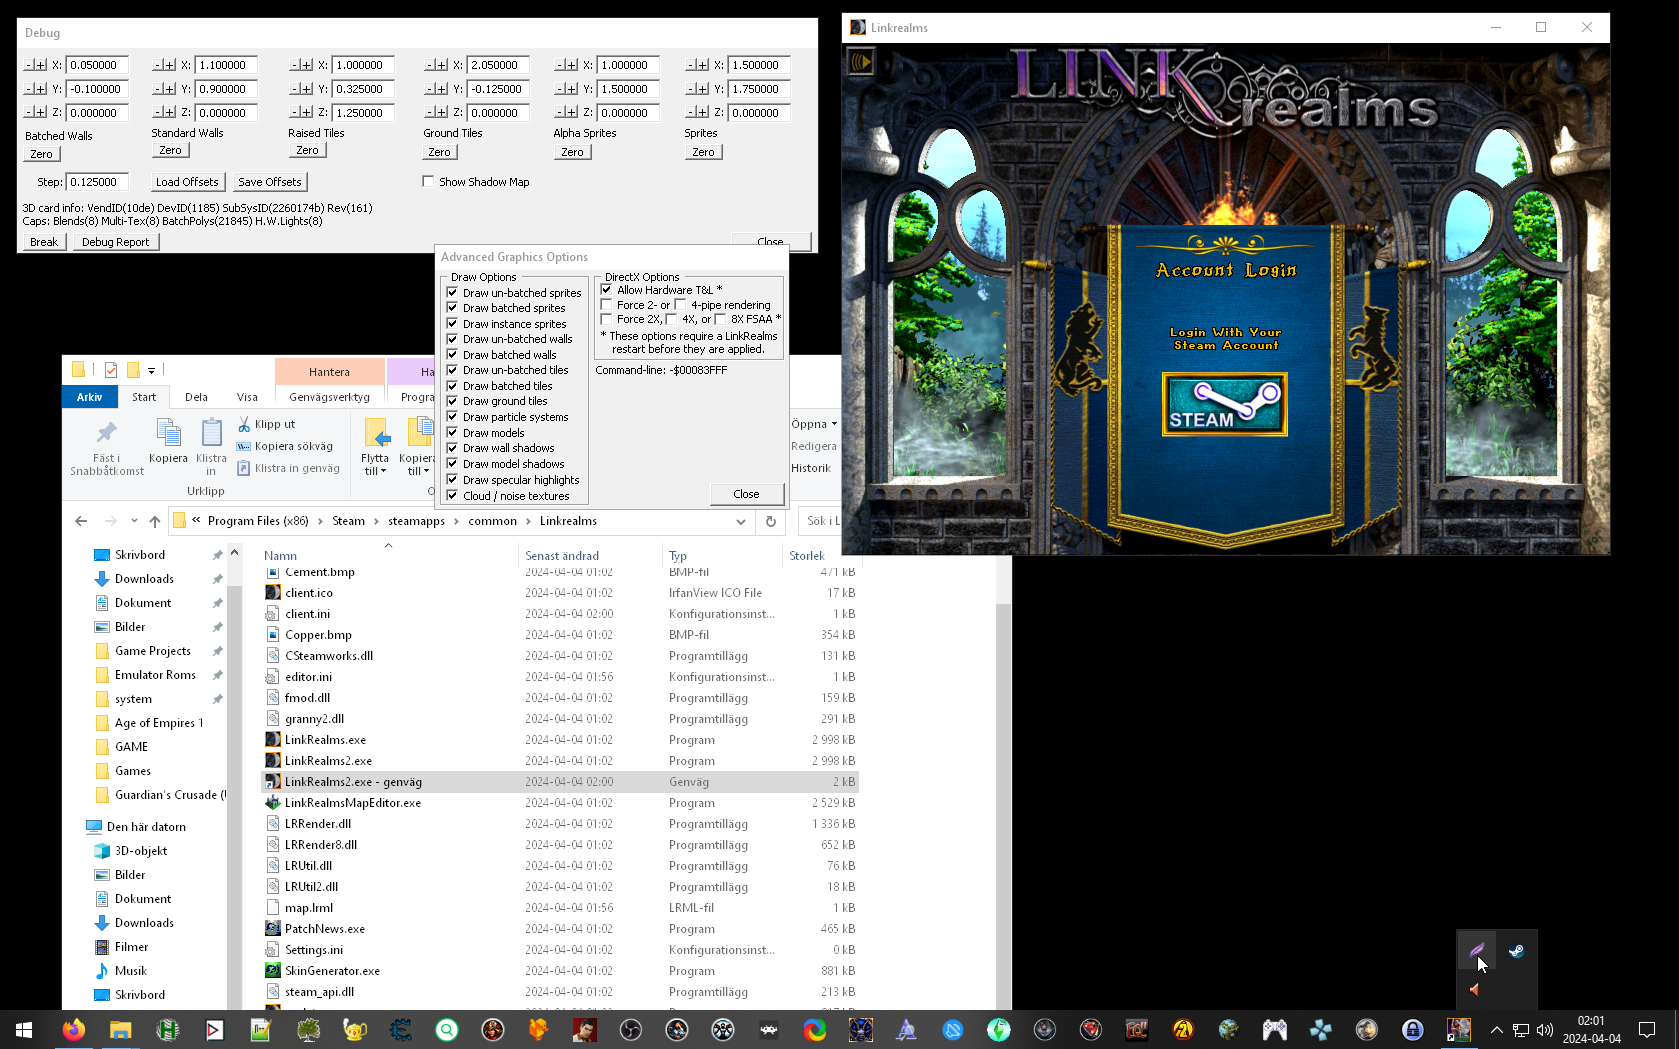 Debug
- + X: 0.050000
- + Y: -0.100000
- + Z: 0.000000
Batched Walls
Zero
- + X: 1.100000
- + Y: 0.900000
- + Z: 0.000000
Standard Walls
Zero
- + X: 1.000000
- + Y: 0.325000
- + Z: 1.250000
Raised Tiles
Zero
- + X: 2.050000
- + Y: -0.125000
- + Z: 0.000000
Ground Tiles
Zero
- + X: 1.000000
- + Y: 1.500000
- + Z: 0.000000
Alpha Sprites
Zero
- + X: 1.500000
- + Y: 1.750000
- + Z: 0.000000
Sprites
Zero
Step: 0.125000 Load Offsets Save Offsets Show Shadow Map
3D card info: VendID(10de) DevID(1185) SubSysID(2260174b) Rev(161)
Caps: Blends(8) Multi-Tex(8) BatchPolys(21845) H.W.Lights(8)
Break Debug Report Close
Advanced Graphics Options
Draw Options
Draw un-batched sprites
Draw batched sprites
Draw instance sprites
Draw un-batched walls
Draw batched walls
Draw un-batched tiles
Draw batched tiles
Draw ground tiles
Draw particle systems
Draw models
Draw wall shadows
Draw model shadows
Draw specular highlights
Cloud / noise textures
DirectX Options
Allow Hardware T&L *
Force 2- or 4-pipe rendering
Force 2X, 4X, or 8X FSAA *
* These options require a LinkRealms
restart before they are applied.
Command-line: -$00083FFF
Close
Linkrealms
LINK
realms
Account Login
Login With Your
Steam Account
STEAM
Hantera Ha
Arkiv Start Dela Visa Genvägsverktyg Progra
Fäst i
Snabbåtkomst
Kopiera
Klistra
in
Klipp ut
Kopiera sökväg
Klistra in genväg
Urklipp
Flytta
till
Kopiera
till
O
Öppna
Redigera
Historik
« Program Files (x86) > Steam > steamapps > common > Linkrealms
Sök i L
Skrivbord
Downloads
Dokument
Bilder
Game Projects
Emulator Roms
system
Age of Empires 1
GAME
Games
Guardian's Crusade (
Den här datorn
3D-objekt
Bilder
Dokument
Downloads
Filmer
Musik
Skrivbord
Namn Senast ändrad Typ Storlek
Cement.bmp 2024-04-04 01:02 BMP-fil 471 kB
client.ico 2024-04-04 01:02 IrfanView ICO File 17 kB
client.ini 2024-04-04 02:00 Konfigurationsinst... 1 kB
Copper.bmp 2024-04-04 01:02 BMP-fil 354 kB
CSteamworks.dll 2024-04-04 01:02 Programtillägg 131 kB
editor.ini 2024-04-04 01:56 Konfigurationsinst... 1 kB
fmod.dll 2024-04-04 01:02 Programtillägg 159 kB
granny2.dll 2024-04-04 01:02 Programtillägg 291 kB
LinkRealms.exe 2024-04-04 01:02 Program 2 998 kB
LinkRealms2.exe 2024-04-04 01:02 Program 2 998 kB
LinkRealms2.exe - genväg 2024-04-04 02:00 Genväg 2 kB
LinkRealmsMapEditor.exe 2024-04-04 01:02 Program 2 529 kB
LRRender.dll 2024-04-04 01:02 Programtillägg 1 336 kB
LRRender8.dll 2024-04-04 01:02 Programtillägg 652 kB
LRUtil.dll 2024-04-04 01:02 Programtillägg 76 kB
LRUtil2.dll 2024-04-04 01:02 Programtillägg 18 kB
map.lrml 2024-04-04 01:56 LRML-fil 1 kB
PatchNews.exe 2024-04-04 01:02 Program 465 kB
Settings.ini 2024-04-04 01:02 Konfigurationsinst... 0 kB
SkinGenerator.exe 2024-04-04 01:02 Program 881 kB
steam_api.dll 2024-04-04 01:02 Programtillägg 213 kB
02:01
2024-04-04